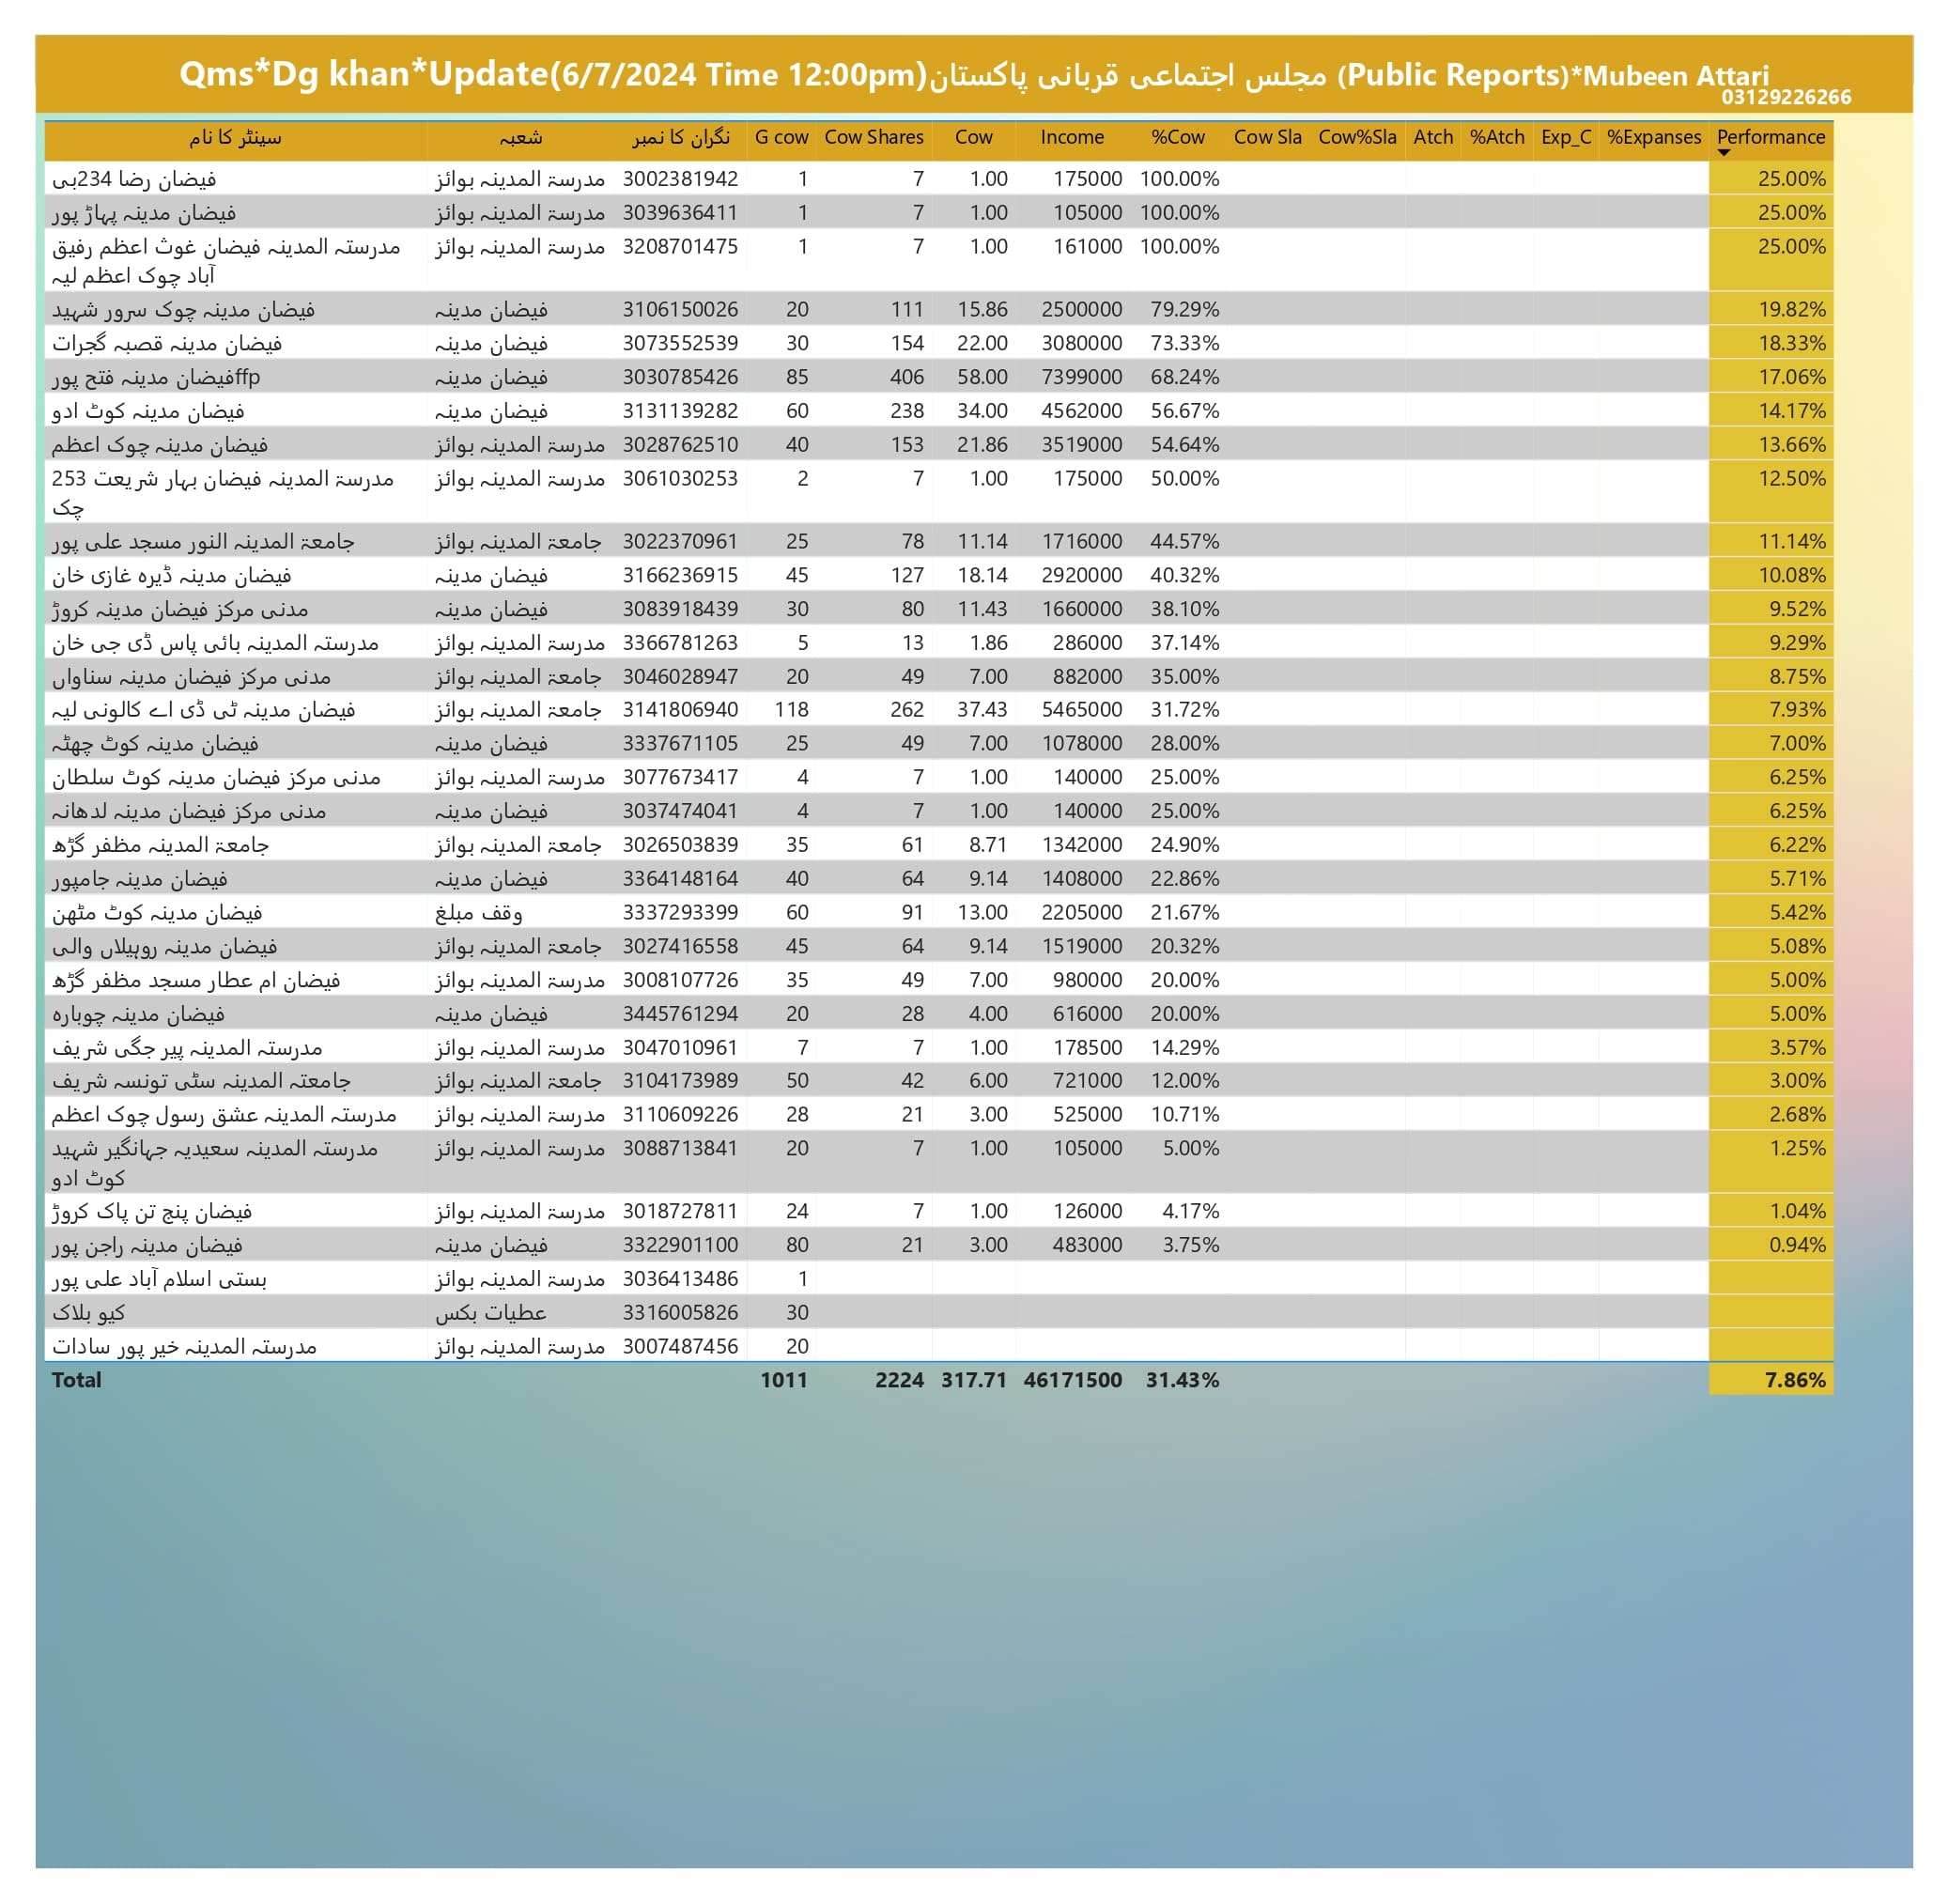 Qms*Dg khan*Update(6/7/2024 Time 12:00pm)مجلس اجتماعی قربانی پاکستان (Public Reports)*Mubeen Attari
03129226266
سینٹر کا نام شعبہ نگران کا نمبر G cow Cow Shares Cow Income %Cow Cow Sla Cow%Sla Atch %Atch Exp_C %Expanses Performance
فیضان رضا 234بی مدرسۃ المدینہ بوائز 3002381942 1 7 1.00 175000 100.00% 25.00%
فیضان مدینہ پہاڑ پور مدرسۃ المدینہ بوائز 3039636411 1 7 1.00 105000 100.00% 25.00%
مدرستہ المدینہ فیضان غوث اعظم رفیق مدرسۃ المدینہ بوائز 3208701475 1 7 1.00 161000 100.00% 25.00%
آباد چوک اعظم لیہ
فیضان مدینہ چوک سرور شہید فیضان مدینہ 3106150026 20 111 15.86 2500000 79.29% 19.82%
فیضان مدینہ قصبہ گجرات فیضان مدینہ 3073552539 30 154 22.00 3080000 73.33% 18.33%
فیضان مدینہ فتح پورffp فیضان مدینہ 3030785426 85 406 58.00 7399000 68.24% 17.06%
فیضان مدینہ کوٹ ادو فیضان مدینہ 3131139282 60 238 34.00 4562000 56.67% 14.17%
فیضان مدینہ چوک اعظم مدرسۃ المدینہ بوائز 3028762510 40 153 21.86 3519000 54.64% 13.66%
مدرسۃ المدینہ فیضان بہار شریعت 253 مدرسۃ المدینہ بوائز 3061030253 2 7 1.00 175000 50.00% 12.50%
چک
جامعۃ المدینہ النور مسجد علی پور جامعۃ المدینہ بوائز 3022370961 25 78 11.14 1716000 44.57% 11.14%
فیضان مدینہ ڈیرہ غازی خان فیضان مدینہ 3166236915 45 127 18.14 2920000 40.32% 10.08%
مدنی مرکز فیضان مدینہ کروڑ فیضان مدینہ 3083918439 30 80 11.43 1660000 38.10% 9.52%
مدرستہ المدینہ بائی پاس ڈی جی خان مدرسۃ المدینہ بوائز 3366781263 5 13 1.86 286000 37.14% 9.29%
مدنی مرکز فیضان مدینہ سناواں جامعۃ المدینہ بوائز 3046028947 20 49 7.00 882000 35.00% 8.75%
فیضان مدینہ ٹی ڈی اے کالونی لیہ جامعۃ المدینہ بوائز 3141806940 118 262 37.43 5465000 31.72% 7.93%
فیضان مدینہ کوٹ چھٹہ فیضان مدینہ 3337671105 25 49 7.00 1078000 28.00% 7.00%
مدنی مرکز فیضان مدینہ کوٹ سلطان مدرسۃ المدینہ بوائز 3077673417 4 7 1.00 140000 25.00% 6.25%
مدنی مرکز فیضان مدینہ لدھانہ فیضان مدینہ 3037474041 4 7 1.00 140000 25.00% 6.25%
جامعۃ المدینہ مظفر گڑھ جامعۃ المدینہ بوائز 3026503839 35 61 8.71 1342000 24.90% 6.22%
فیضان مدینہ جامپور فیضان مدینہ 3364148164 40 64 9.14 1408000 22.86% 5.71%
فیضان مدینہ کوٹ مٹھن وقف مبلغ 3337293399 60 91 13.00 2205000 21.67% 5.42%
فیضان مدینہ روہیلاں والی جامعۃ المدینہ بوائز 3027416558 45 64 9.14 1519000 20.32% 5.08%
فیضان ام عطار مسجد مظفر گڑھ مدرسۃ المدینہ بوائز 3008107726 35 49 7.00 980000 20.00% 5.00%
فیضان مدینہ چوبارہ فیضان مدینہ 3445761294 20 28 4.00 616000 20.00% 5.00%
مدرستہ المدینہ پیر جگی شریف مدرسۃ المدینہ بوائز 3047010961 7 7 1.00 178500 14.29% 3.57%
جامعتہ المدینہ سٹی تونسہ شریف جامعۃ المدینہ بوائز 3104173989 50 42 6.00 721000 12.00% 3.00%
مدرستہ المدینہ عشق رسول چوک اعظم مدرسۃ المدینہ بوائز 3110609226 28 21 3.00 525000 10.71% 2.68%
مدرستہ المدینہ سعیدیہ جہانگیر شہید مدرسۃ المدینہ بوائز 3088713841 20 7 1.00 105000 5.00% 1.25%
کوٹ ادو
فیضان پنج تن پاک کروڑ مدرسۃ المدینہ بوائز 3018727811 24 7 1.00 126000 4.17% 1.04%
فیضان مدینہ راجن پور فیضان مدینہ 3322901100 80 21 3.00 483000 3.75% 0.94%
بستی اسلام آباد علی پور مدرسۃ المدینہ بوائز 3036413486 1
کیو بلاک عطیات بکس 3316005826 30
مدرستہ المدینہ خیر پور سادات مدرسۃ المدینہ بوائز 3007487456 20
Total 1011 2224 317.71 46171500 31.43% 7.86%